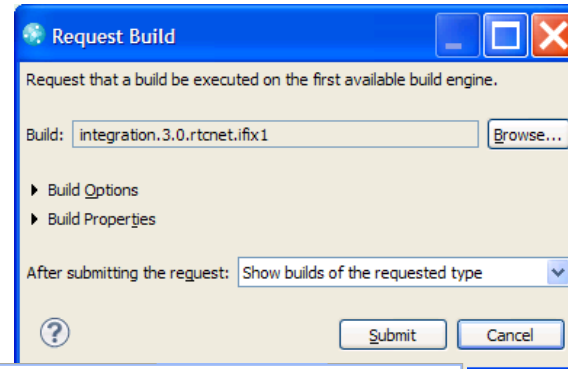 Request Build
Request that a build be executed on the first available build engine.
Build: integration.3.0.rtcnet.ifix1 Browse...
Build Options
Build Properties
After submitting the request: Show builds of the requested type
? Submit Cancel